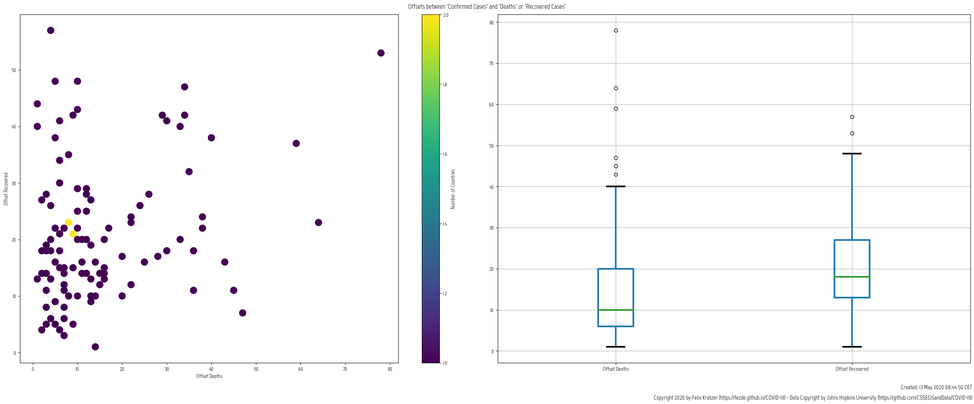 Offsets between 'Confirmed Cases' and 'Deaths' or 'Recovered Cases'
50
40
30
20
10
0
Offset Recovered
0 10 20 30 40 50 60 70 80
Offset Deaths
2.0
1.8
1.6
1.4
1.2
1.0
Number of Countries
80
70
60
50
40
30
20
10
0
Offset Deaths
Offset Recovered
Created: 13 May 2020 08:44:50 CET
Copyright 2020 by Felix Kratzer (https://fezde.github.io/COVID-19) - Data Copyright by Johns Hopkins University (https://github.com/CSSEGISandData/COVID-19)